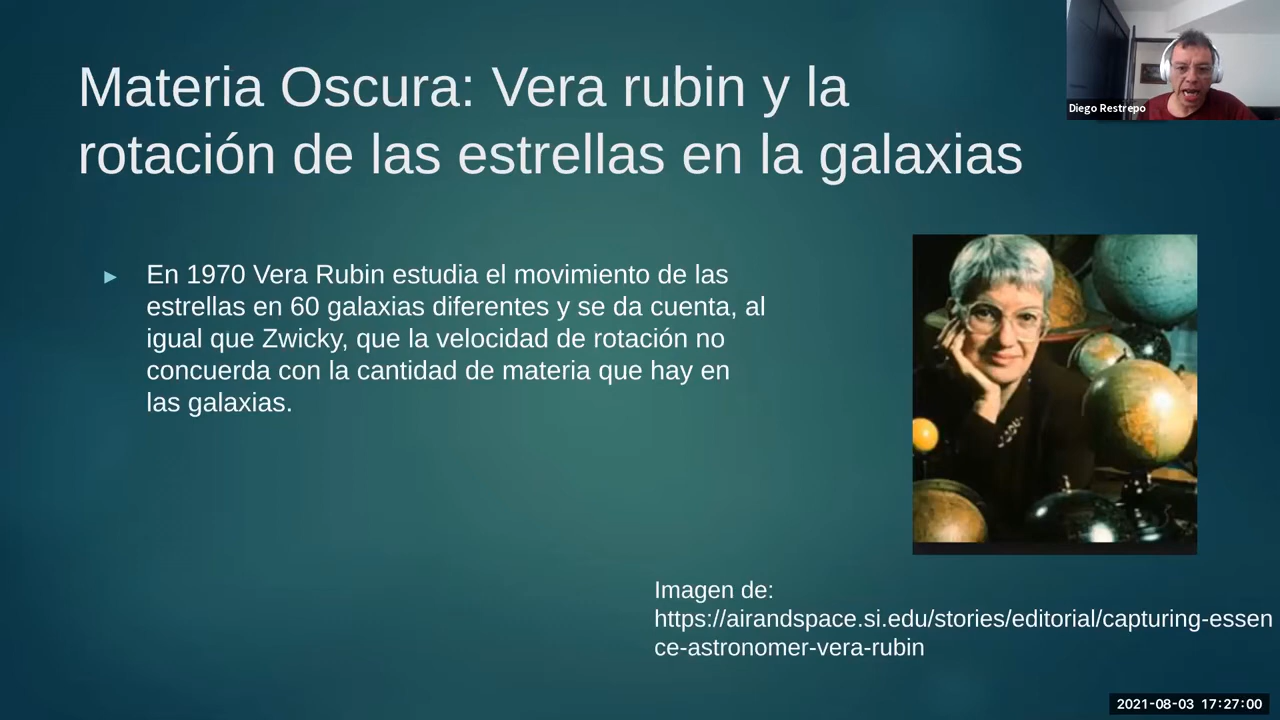 Materia Oscura: Vera rubin y la
rotación de las estrellas en la galaxias
Diego Restrepo
En 1970 Vera Rubin estudia el movimiento de las
estrellas en 60 galaxias diferentes y se da cuenta, al
igual que Zwicky, que la velocidad de rotación no
concuerda con la cantidad de materia que hay en
las galaxias.
Imagen de:
https://airandspace.si.edu/stories/editorial/capturing-essen
ce-astronomer-vera-rubin
2021-08-03 17:27:00